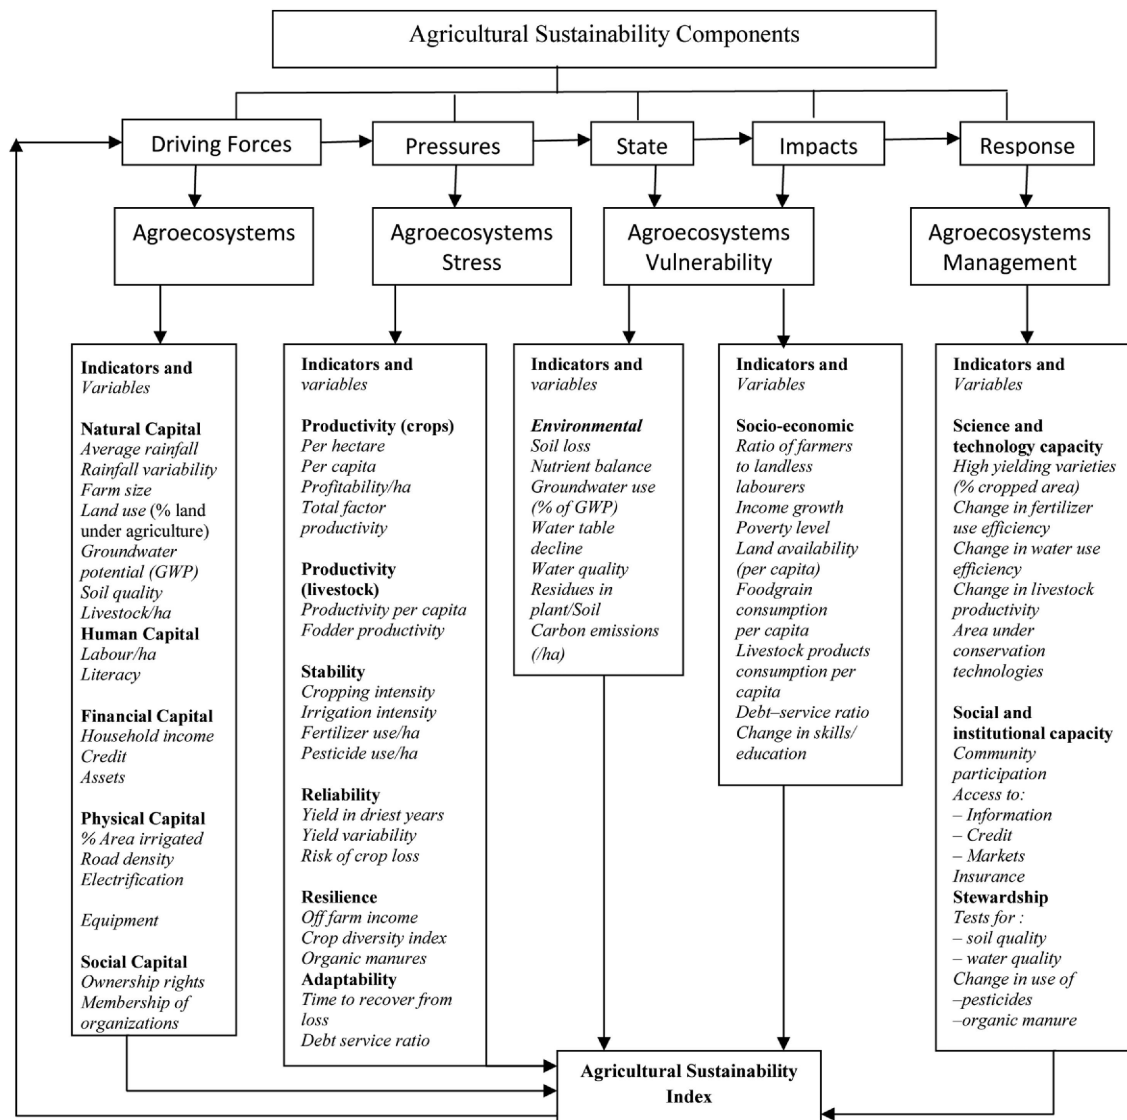 Agricultural Sustainability Components
Driving Forces
Pressures
State
Impacts
Response
Agroecosystems
Agroecosystems
Stress
Agroecosystems
Vulnerability
Agroecosystems
Management
Indicators and
Variables
Natural Capital
Average rainfall
Rainfall variability
Farm size
Land use (% land
under agriculture)
Groundwater
potential (GWP)
Soil quality
Livestock/ha
Human Capital
Labour/ha
Literacy
Financial Capital
Household income
Credit
Assets
Physical Capital
% Area irrigated
Road density
Electrification
Equipment
Social Capital
Ownership rights
Membership of
organizations
Indicators and
variables
Productivity (crops)
Per hectare
Per capita
Profitability/ha
Total factor
productivity
Productivity
(livestock)
Productivity per capita
Fodder productivity
Stability
Cropping intensity
Irrigation intensity
Fertilizer use/ha
Pesticide use/ha
Reliability
Yield in driest years
Yield variability
Risk of crop loss
Resilience
Off farm income
Crop diversity index
Organic manures
Adaptability
Time to recover from
loss
Debt service ratio
Indicators and
variables
Environmental
Soil loss
Nutrient balance
Groundwater use
(% of GWP)
Water table
decline
Water quality
Residues in
plant/Soil
Carbon emissions
(/ha)
Indicators and
Variables
Socio-economic
Ratio of farmers
to landless
labourers
Income growth
Poverty level
Land availability
(per capita)
Foodgrain
consumption
per capita
Livestock products
consumption per
capita
Debt–service ratio
Change in skills/
education
Indicators and
Variables
Science and
technology capacity
High yielding varieties
(% cropped area)
Change in fertilizer
use efficiency
Change in water use
efficiency
Change in livestock
productivity
Area under
conservation
technologies
Social and
institutional capacity
Community
participation
Access to:
– Information
– Credit
– Markets
Insurance
Stewardship
Tests for :
– soil quality
– water quality
Change in use of
–pesticides
–organic manure
Agricultural Sustainability
Index